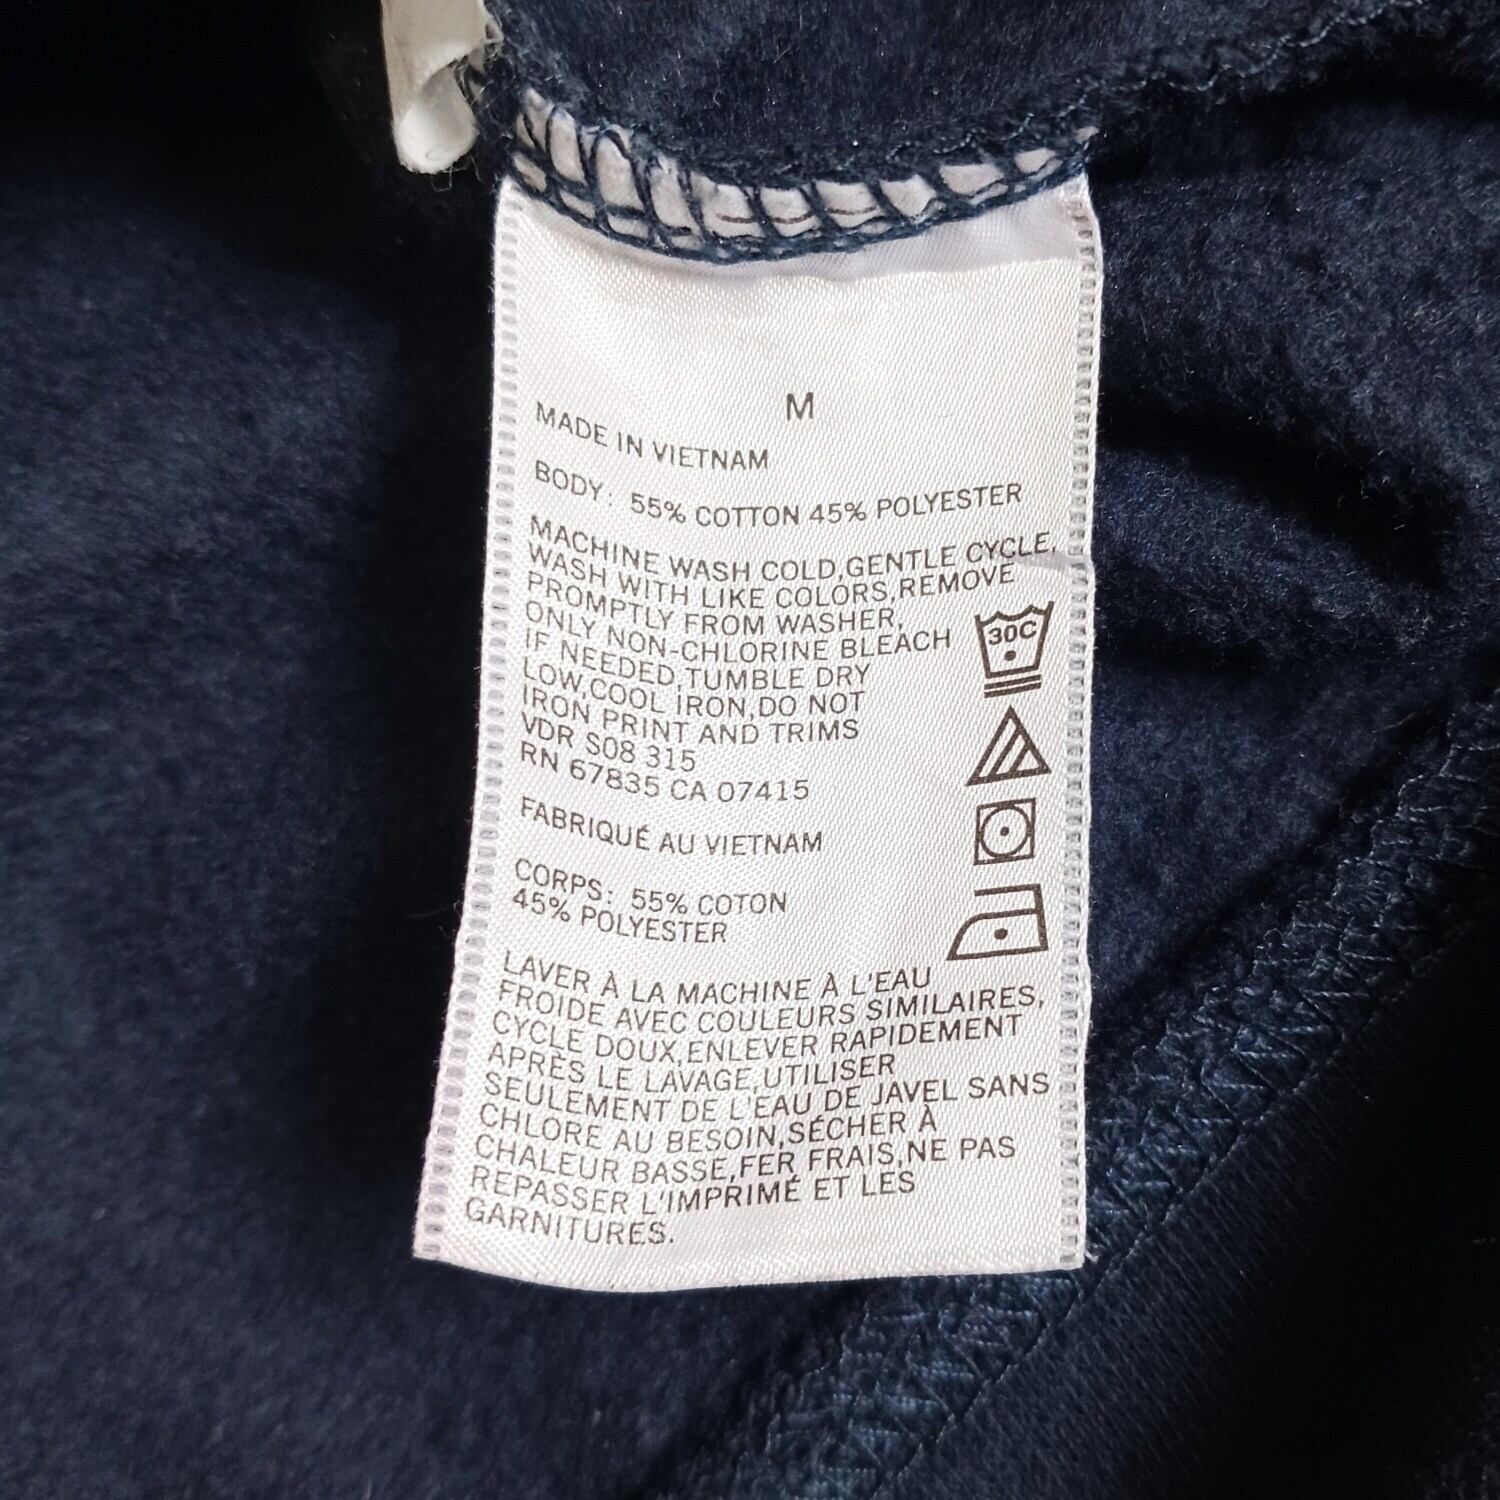 M
MADE IN VIETNAM
BODY: 55% COTTON 45% POLYESTER
MACHINE WASH COLD,GENTLE CYCLE,
WASH WITH LIKE COLORS,REMOVE
PROMPTLY FROM WASHER,
ONLY NON-CHLORINE BLEACH
IF NEEDED,TUMBLE DRY
LOW,COOL IRON,DO NOT
IRON PRINT AND TRIMS
VDR S08 315
RN 67835 CA 07415
30C
FABRIQUÉ AU VIETNAM
CORPS: 55% COTON
45% POLYESTER
LAVER À LA MACHINE À L'EAU
FROIDE AVEC COULEURS SIMILAIRES,
CYCLE DOUX,ENLEVER RAPIDEMENT
APRÈS LE LAVAGE,UTILISER
SEULEMENT DE L'EAU DE JAVEL SANS
CHLORE AU BESOIN,SÉCHER À
CHALEUR BASSE,FER FRAIS,NE PAS
REPASSER L'IMPRIMÉ ET LES
GARNITURES.